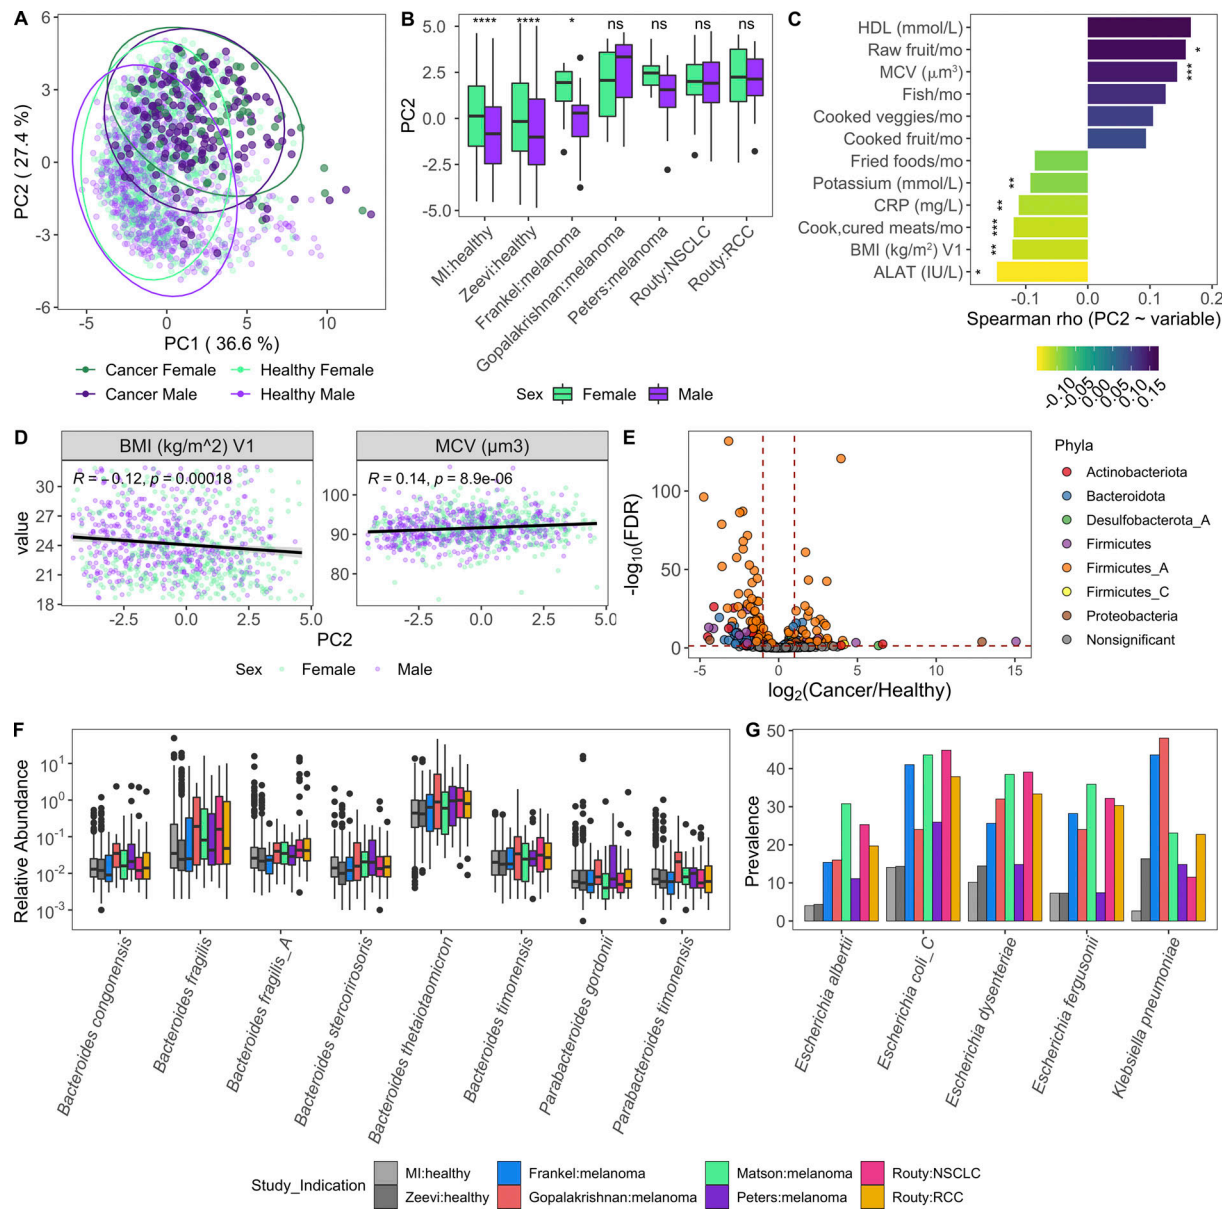 A
6
3
0
-3
-6
PC2 ( 27.4 %)
-5
0
5
10
PC1 ( 36.6 %)
Cancer Female
Healthy Female
Cancer Male
Healthy Male
B
**** **** * ns ns ns ns
5.0
2.5
0.0
-2.5
-5.0
PC2
MI:healthy
Zeevi:healthy
Frankel:melanoma
Gopalakrishnan:melanoma
Peters:melanoma
Routy:NSCLC
Routy:RCC
Sex Female Male
C
HDL (mmol/L)
Raw fruit/mo *
MCV (μm³) ***
Fish/mo
Cooked veggies/mo
Cooked fruit/mo
Fried foods/mo
Potassium (mmol/L) **
CRP (mg/L) **
Cook,cured meats/mo ***
BMI (kg/m²) V1 **
ALAT (IU/L) *
-0.1 0.0 0.1 0.2
Spearman rho (PC2 ~ variable)
-0.10
-0.05
0.00
0.05
0.10
0.15
D
BMI (kg/m^2) V1
MCV (µm3)
R = −0.12, p = 0.00018
R = 0.14, p = 8.9e-06
30
27
24
21
18
value
100
90
80
-2.5 0.0 2.5 5.0
-2.5 0.0 2.5 5.0
PC2
Sex Female Male
E
100
50
0
-log₁₀(FDR)
-5 0 5 10 15
log₂(Cancer/Healthy)
Phyla
Actinobacteriota
Bacteroidota
Desulfobacterota_A
Firmicutes
Firmicutes_A
Firmicutes_C
Proteobacteria
Nonsignificant
F
10¹
10⁰
10⁻¹
10⁻²
10⁻³
Relative Abundance
Bacteroides congonensis
Bacteroides fragilis
Bacteroides fragilis_A
Bacteroides stercorirosoris
Bacteroides thetaiotaomicron
Bacteroides timonensis
Parabacteroides gordonii
Parabacteroides timonensis
G
50
40
30
20
10
0
Prevalence
Escherichia albertii
Escherichia coli_C
Escherichia dysenteriae
Escherichia fergusonii
Klebsiella pneumoniae
Study_Indication
MI:healthy
Frankel:melanoma
Matson:melanoma
Routy:NSCLC
Zeevi:healthy
Gopalakrishnan:melanoma
Peters:melanoma
Routy:RCC